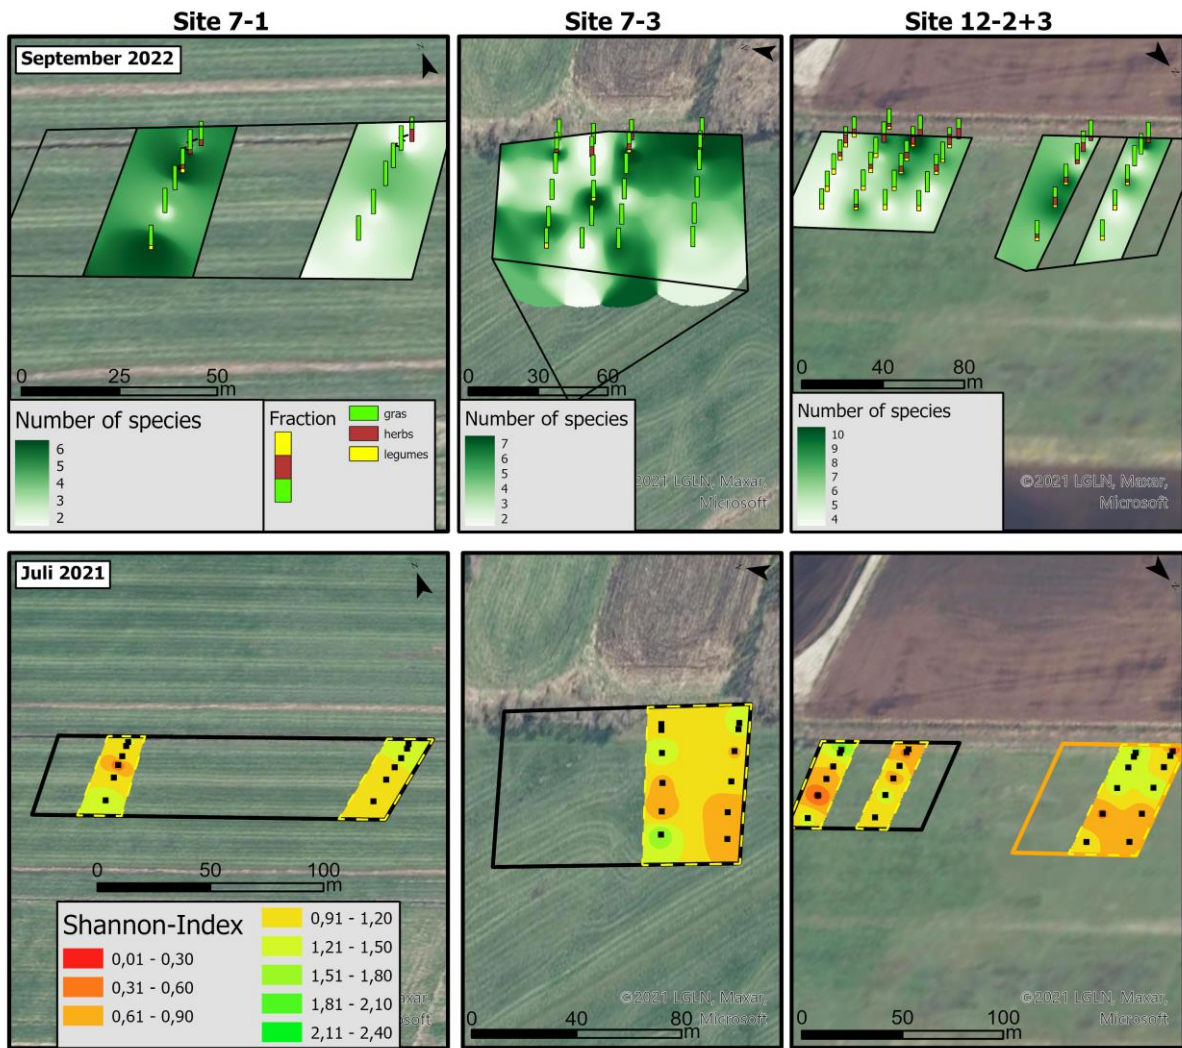 Site 7-1
Site 7-3
Site 12-2+3
September 2022
0 25 50
m
Number of species
6
5
4
3
2
Fraction
gras
herbs
legumes
0 30 60
m
Number of species
7
6
5
4
3
2
2021 LGLN, Maxar,
Microsoft
0 40 80
m
Number of species
10
9
8
7
6
5
4
©2021 LGLN, Maxar,
Microsoft
Juli 2021
0 50 100
m
Shannon-Index
0,01 - 0,30
0,31 - 0,60
0,61 - 0,90
0,91 - 1,20
1,21 - 1,50
1,51 - 1,80
1,81 - 2,10
2,11 - 2,40
©2021 LGLN, Maxar,
Microsoft
0 40 80
m
©2021 LGLN, Maxar,
Microsoft
0 50 100
m